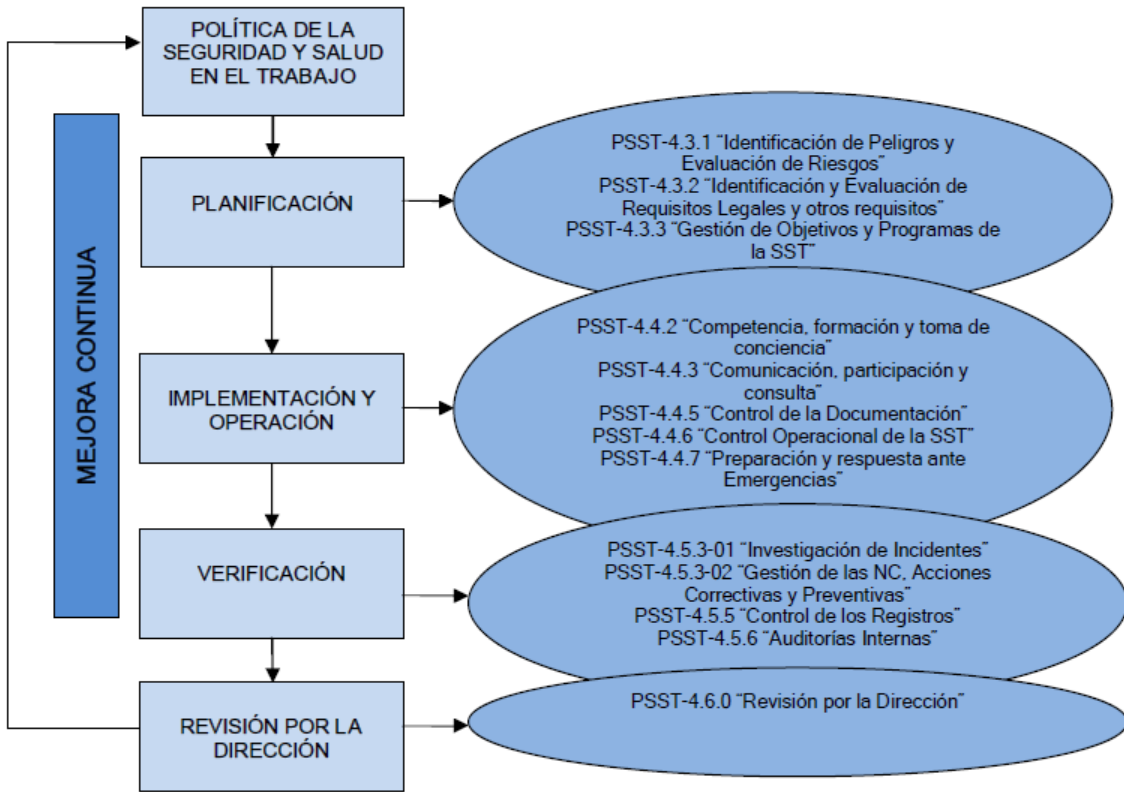 POLÍTICA DE LA
SEGURIDAD Y SALUD
EN EL TRABAJO
MEJORA CONTINUA
PLANIFICACIÓN
PSST-4.3.1 “Identificación de Peligros y
Evaluación de Riesgos”
PSST-4.3.2 “Identificación y Evaluación de
Requisitos Legales y otros requisitos”
PSST-4.3.3 “Gestión de Objetivos y Programas de
la SST”
IMPLEMENTACIÓN Y
OPERACIÓN
PSST-4.4.2 “Competencia, formación y toma de
conciencia”
PSST-4.4.3 “Comunicación, participación y
consulta”
PSST-4.4.5 “Control de la Documentación”
PSST-4.4.6 “Control Operacional de la SST”
PSST-4.4.7 “Preparación y respuesta ante
Emergencias”
VERIFICACIÓN
PSST-4.5.3-01 “Investigación de Incidentes”
PSST-4.5.3-02 “Gestión de las NC, Acciones
Correctivas y Preventivas”
PSST-4.5.5 “Control de los Registros”
PSST-4.5.6 “Auditorías Internas”
REVISIÓN POR LA
DIRECCIÓN
PSST-4.6.0 “Revisión por la Dirección”